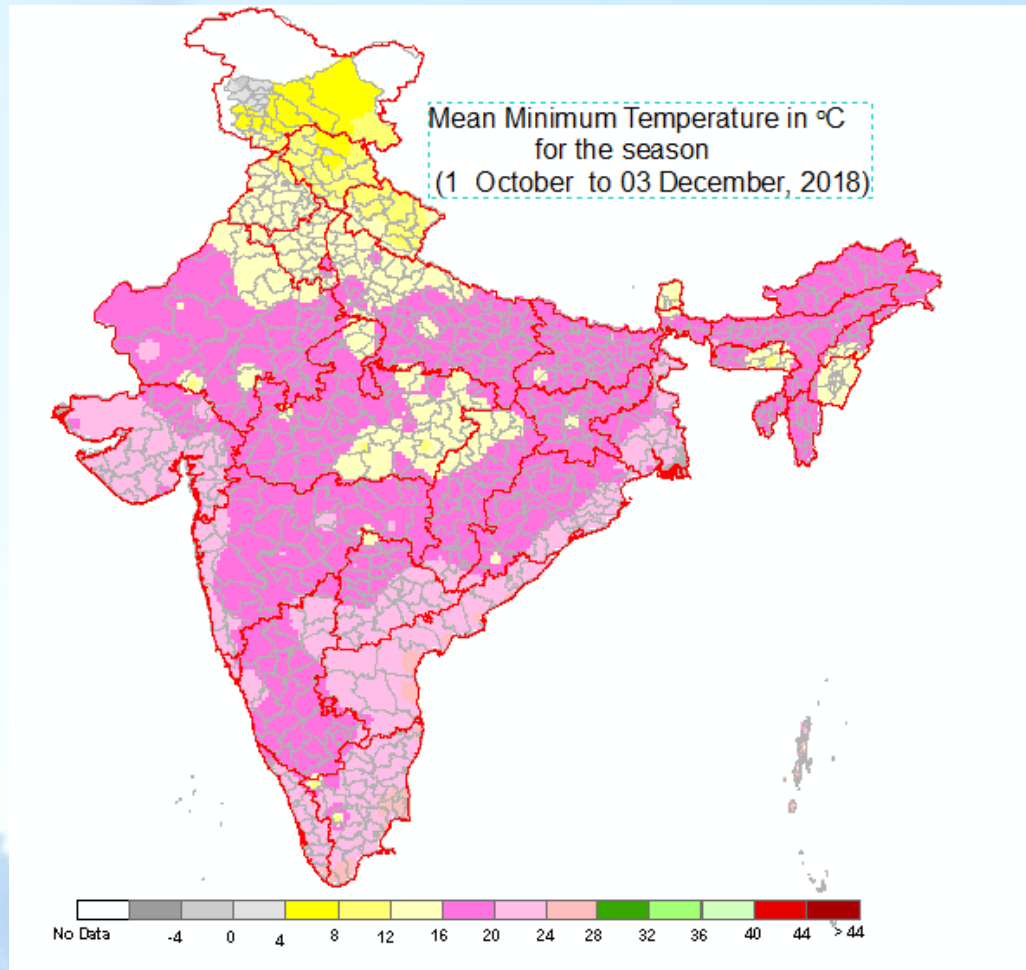 Mean Minimum Temperature in ºC
for the season
(1 October to 03 December, 2018)
No Data -4 0 4 8 12 16 20 24 28 32 36 40 44 > 44